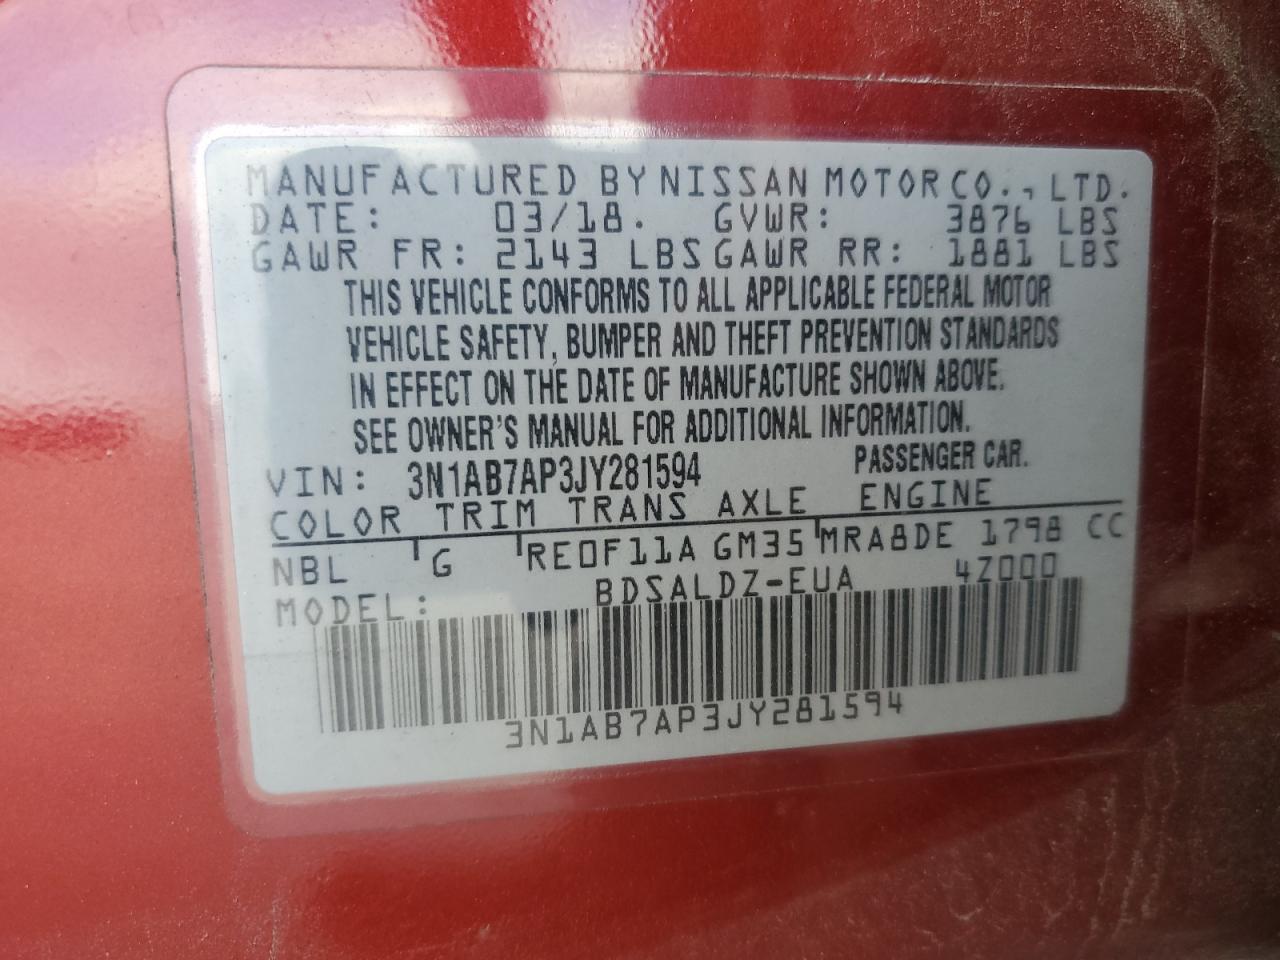 MANUFACTURED BY NISSAN MOTOR CO., LTD.
DATE: 03/18. GVWR: 3876 LBS
GAWR FR: 2143 LBS GAWR RR: 1881 LBS
THIS VEHICLE CONFORMS TO ALL APPLICABLE FEDERAL MOTOR
VEHICLE SAFETY, BUMPER AND THEFT PREVENTION STANDARDS
IN EFFECT ON THE DATE OF MANUFACTURE SHOWN ABOVE.
SEE OWNER'S MANUAL FOR ADDITIONAL INFORMATION.
VIN: 3N1AB7AP3JY281594 PASSENGER CAR.
COLOR TRIM TRANS AXLE ENGINE
NBL G RE0F11A GM35 MRA8DE 1798 CC
MODEL: BDSALDZ-EUA 4Z000
3N1AB7AP3JY281594